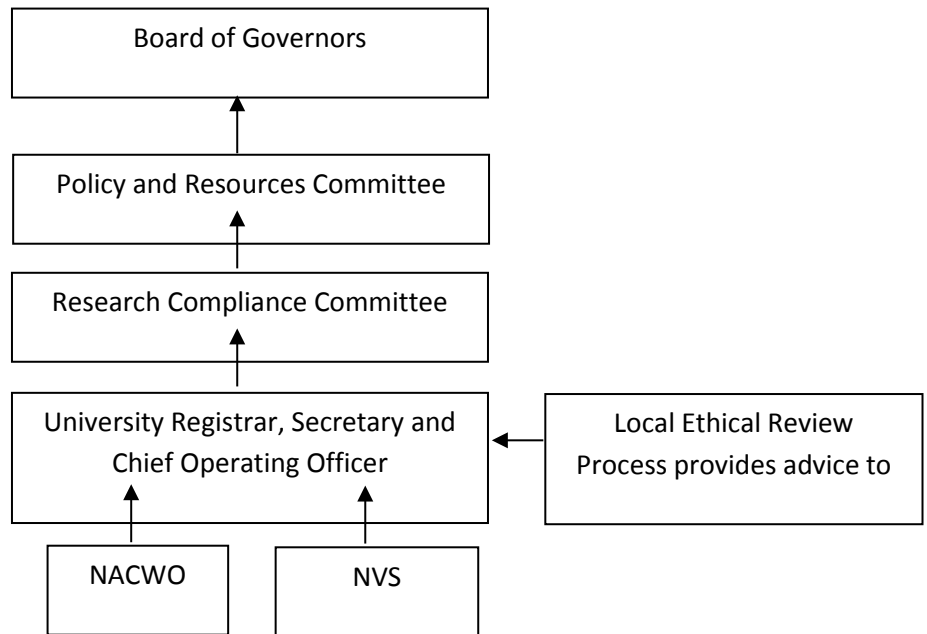 Board of Governors
Policy and Resources Committee
Research Compliance Committee
University Registrar, Secretary and
Chief Operating Officer
Local Ethical Review
Process provides advice to
NACWO
NVS